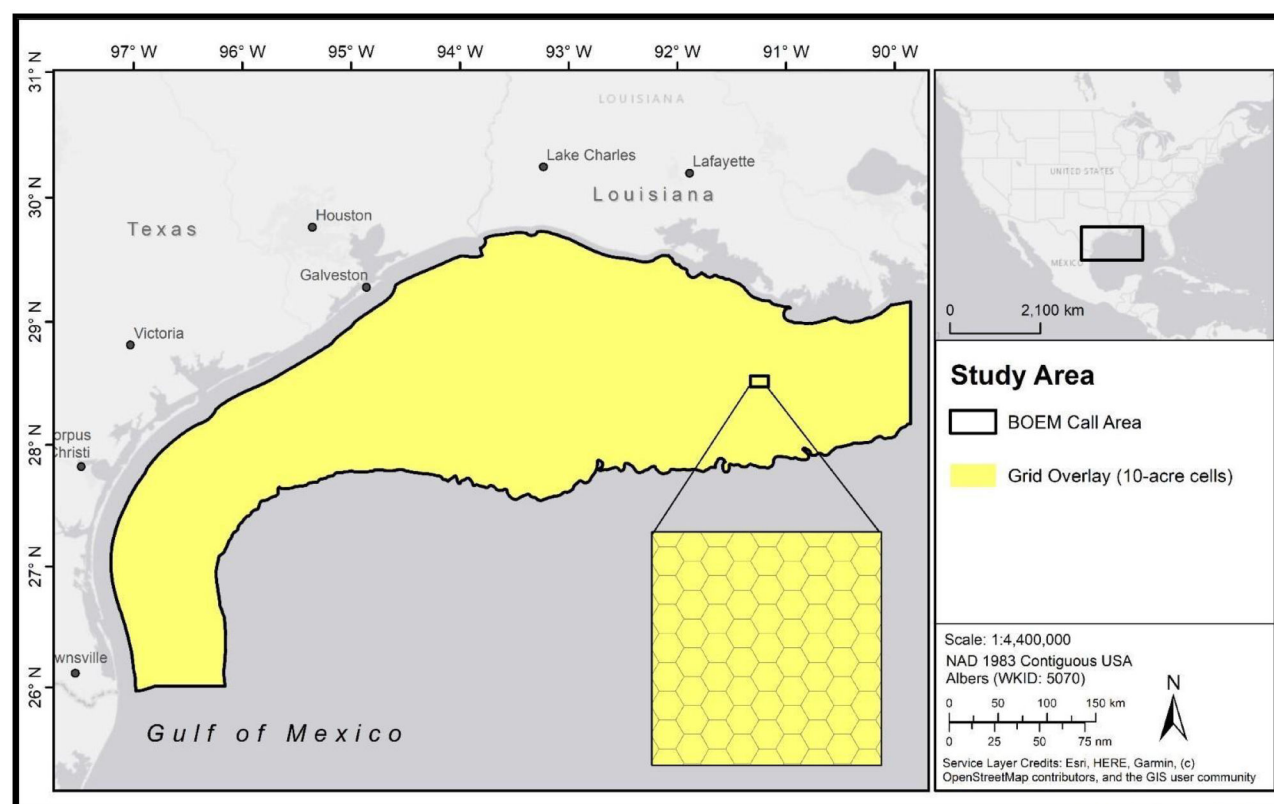 97° W 96° W 95° W 94° W 93° W 92° W 91° W 90° W
31° N
30° N
29° N
28° N
27° N
26° N
LOUISIANA
Lake Charles
Lafayette
Louisiana
Texas
Houston
Galveston
Victoria
orpus
Christi
wnsville
Gulf of Mexico
UNITED STATES
MÉXICO
0 2,100 km
Study Area
BOEM Call Area
Grid Overlay (10-acre cells)
Scale: 1:4,400,000
NAD 1983 Contiguous USA
Albers (WKID: 5070)
N
0 50 100 150 km
0 25 50 75 nm
Service Layer Credits: Esri, HERE, Garmin, (c)
OpenStreetMap contributors, and the GIS user community